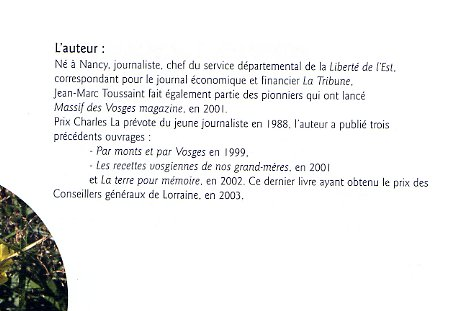 L'auteur :
Né à Nancy, journaliste, chef du service départemental de la Liberté de l'Est,
correspondant pour le journal économique et financier La Tribune,
Jean-Marc Toussaint fait également partie des pionniers qui ont lancé
Massif des Vosges magazine, en 2001.
Prix Charles La prévote du jeune journaliste en 1988, l'auteur a publié trois
précédents ouvrages :
- Par monts et par Vosges en 1999,
- Les recettes vosgiennes de nos grand-mères, en 2001
et La terre pour mémoire, en 2002. Ce dernier livre ayant obtenu le prix des
Conseillers généraux de Lorraine, en 2003.